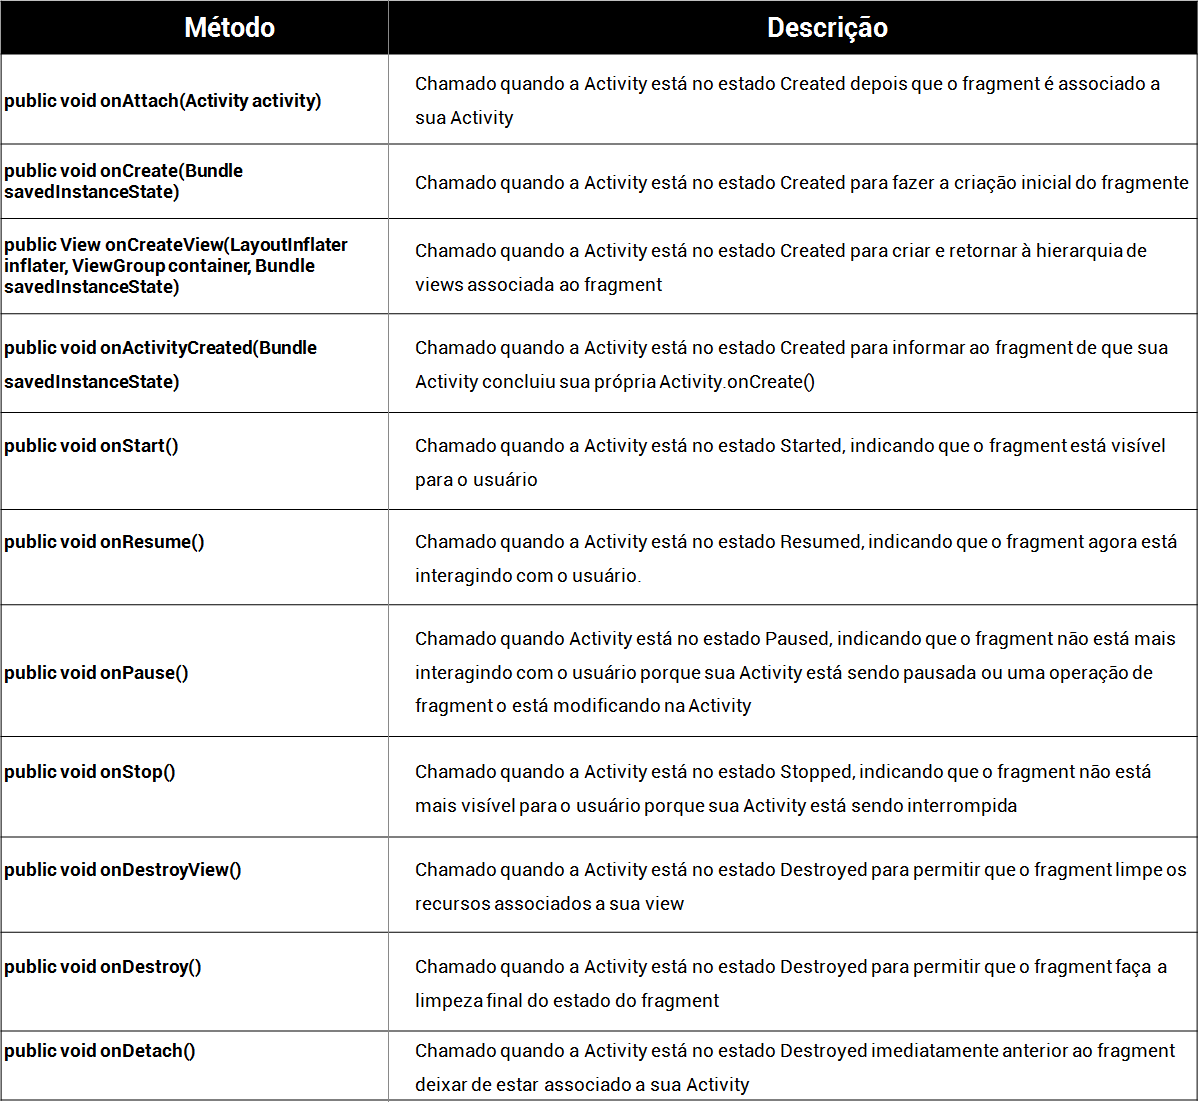 Método
Descrição
public void onAttach(Activity activity)
Chamado quando a Activity está no estado Created depois que o fragment é associado a
sua Activity
public void onCreate(Bundle
savedInstanceState)
Chamado quando a Activity está no estado Created para fazer a criação inicial do fragmente
public View onCreateView(LayoutInflater
inflater, ViewGroup container, Bundle
savedInstanceState)
Chamado quando a Activity está no estado Created para criar e retornar à hierarquia de
views associada ao fragment
public void onActivityCreated(Bundle
savedInstanceState)
Chamado quando a Activity está no estado Created para informar ao fragment de que sua
Activity concluiu sua própria Activity.onCreate()
public void onStart()
Chamado quando a Activity está no estado Started, indicando que o fragment está visível
para o usuário
public void onResume()
Chamado quando a Activity está no estado Resumed, indicando que o fragment agora está
interagindo com o usuário.
public void onPause()
Chamado quando Activity está no estado Paused, indicando que o fragment não está mais
interagindo com o usuário porque sua Activity está sendo pausada ou uma operação de
fragment o está modificando na Activity
public void onStop()
Chamado quando a Activity está no estado Stopped, indicando que o fragment não está
mais visível para o usuário porque sua Activity está sendo interrompida
public void onDestroyView()
Chamado quando a Activity está no estado Destroyed para permitir que o fragment limpe os
recursos associados a sua view
public void onDestroy()
Chamado quando a Activity está no estado Destroyed para permitir que o fragment faça a
limpeza final do estado do fragment
public void onDetach()
Chamado quando a Activity está no estado Destroyed imediatamente anterior ao fragment
deixar de estar associado a sua Activity